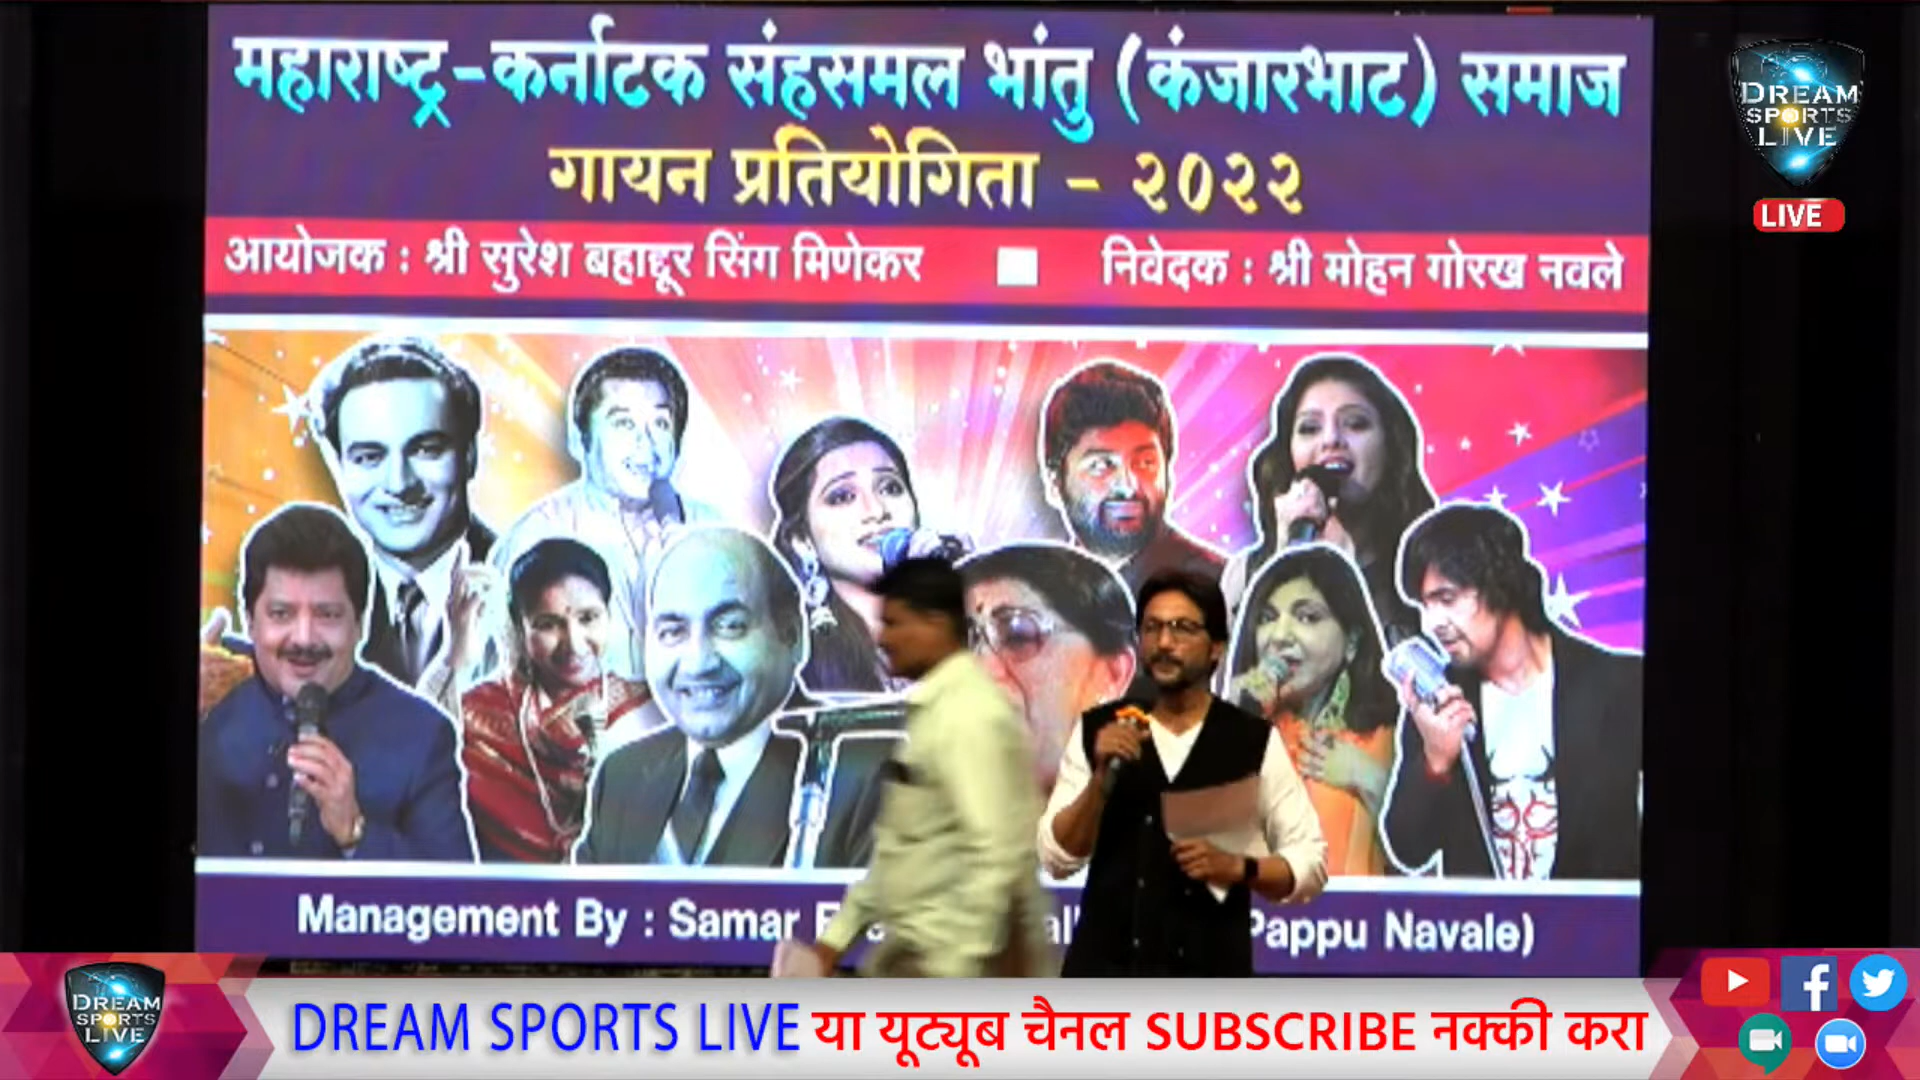 महाराष्ट्र-कर्नाटक संहसमल भांतु (कंजारभाट) समाज
गायन प्रतियोगिता - २०२२
DREAM
SPORTS
LIVE
LIVE
आयोजक : श्री सुरेश बहाद्दूर सिंग मिणेकर
निवेदक : श्री मोहन गोरख नवले
Management By : Samar Pappu Navale)
DREAM
SPORTS
LIVE
DREAM SPORTS LIVE या यूट्यूब चैनल SUBSCRIBE नक्की करा